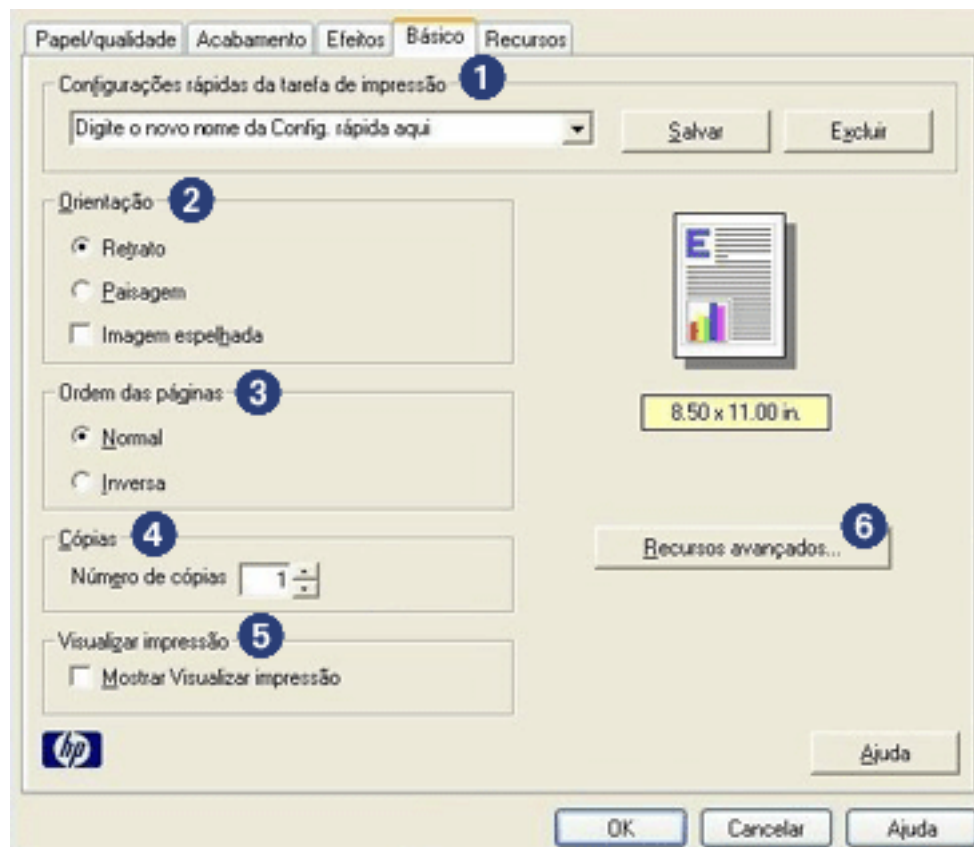 Papel/qualidade Acabamento Efeitos Básico Recursos
Configurações rápidas da tarefa de impressão 1
Digite o novo nome da Config. rápida aqui Salvar Excluir
Orientação 2
Retrato
Paisagem
Imagem espelhada
E
8.50 x 11.00 in.
Ordem das páginas 3
Normal
Inversa
Cópias 4
Número de cópias 1
Recursos avançados... 6
Visualizar impressão 5
Mostrar Visualizar impressão
hp
Ajuda
OK Cancelar Ajuda